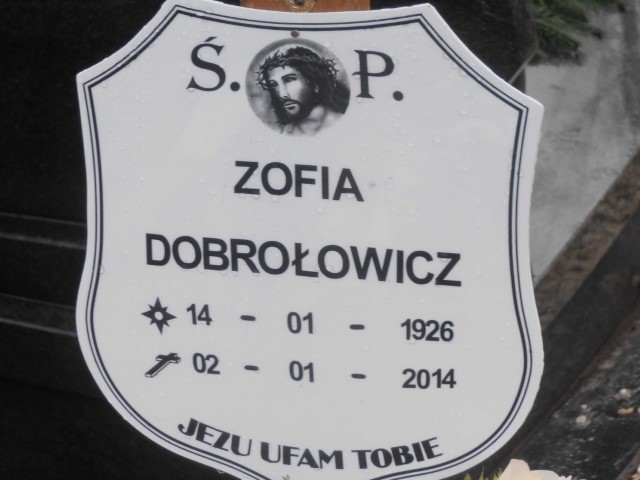 Ś. P.
ZOFIA
DOBROŁOWICZ
14 - 01 - 1926
02 - 01 - 2014
JEZU UFAM TOBIE